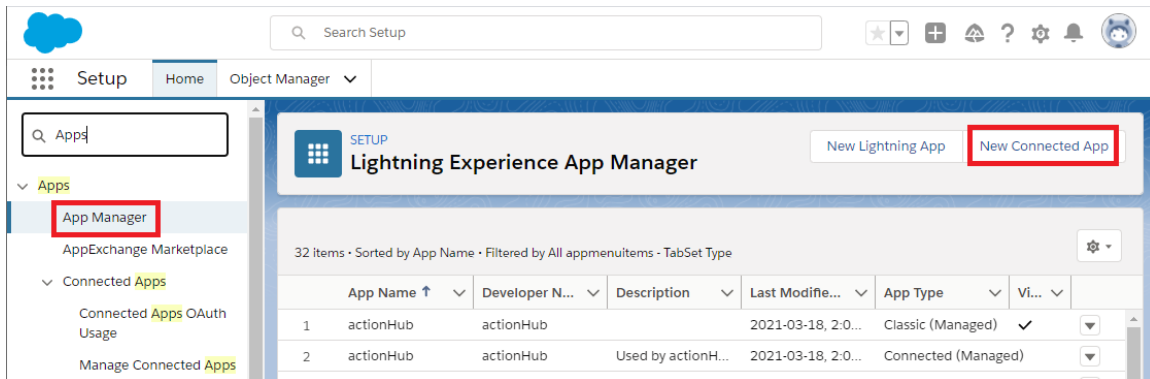 Search Setup
Setup
Home
Object Manager
Apps
Apps
App Manager
AppExchange Marketplace
Connected Apps
Connected Apps OAuth
Usage
Manage Connected Apps
SETUP
Lightning Experience App Manager
New Lightning App
New Connected App
32 items • Sorted by App Name • Filtered by All appmenuitems - TabSet Type
App Name ↑ Developer N... Description Last Modifie... App Type Vi...
1 actionHub actionHub 2021-03-18, 2:0... Classic (Managed) ✓
2 actionHub actionHub Used by actionH... 2021-03-18, 2:0... Connected (Managed)